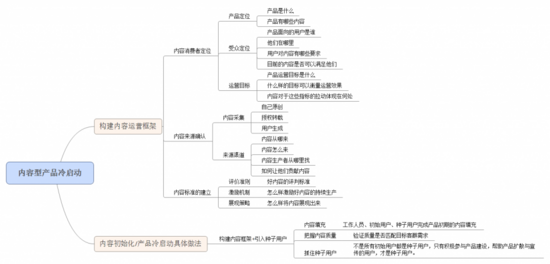 内容型产品冷启动
构建内容运营框架
内容消费者定位
产品定位
产品是什么
产品有哪些内容
受众定位
产品面向的用户是谁
他们在哪里
用户对内容有哪些要求
目前的内容是否可以满足他们
运营目标
产品运营目标是什么
什么样的目标可以衡量运营效果
内容对于这些指标的拉动体现在何处
内容来源确认
内容采集
自己原创
授权转载
用户生成
来源渠道
内容从哪来
内容怎么来
内容生产者从哪里找
如何让他们贡献内容
内容标准的建立
评价准则
好内容的评判标准
激励机制
怎么样激励好内容的持续生产
展现策略
怎么样将内容展现出来
内容初始化/产品冷启动具体做法
构建内容框架+引入种子用户
内容填充
工作人员、初始用户、种子用户完成产品初期的内容填充
把握内容质量
验证质量是否匹配目标客群需求
抓住种子用户
不是所有初始用户都是种子用户，只有积极参与产品建设，帮助产品扩散与宣
传的用户，才是种子用户。